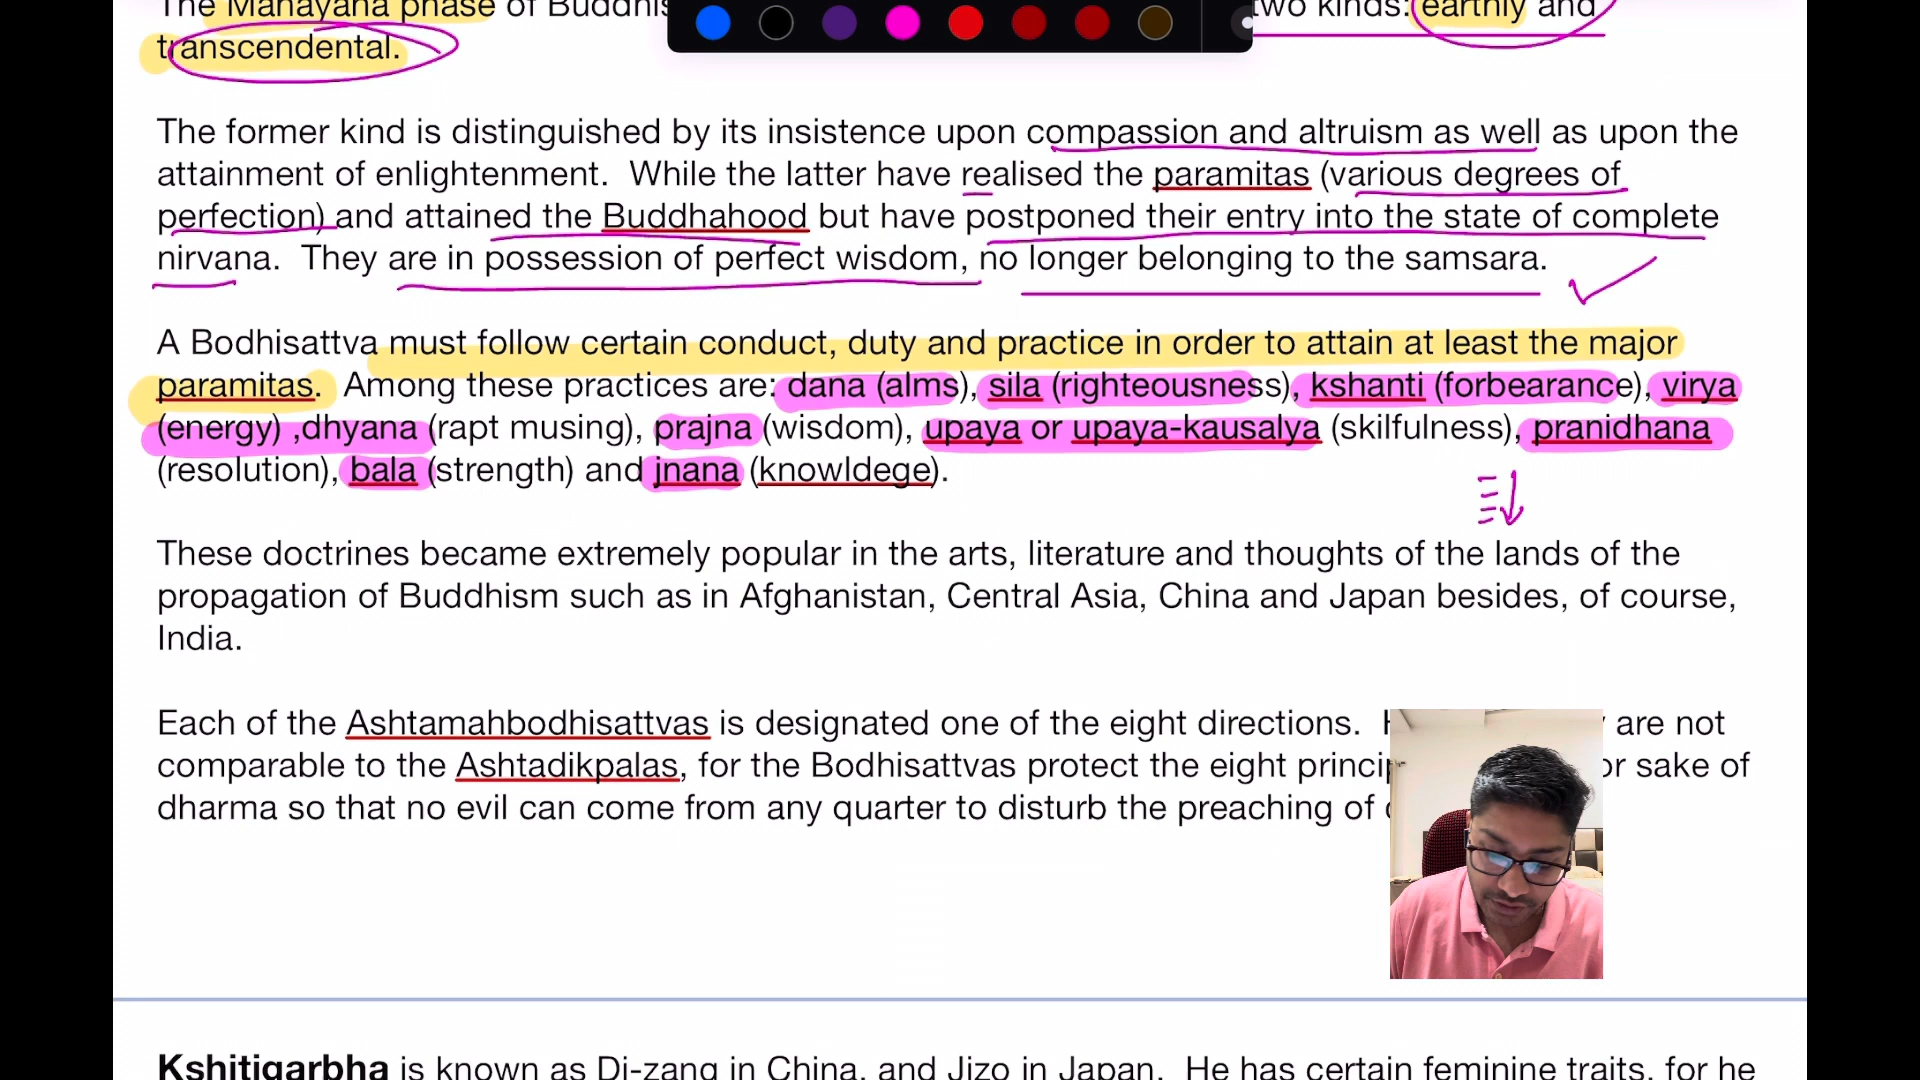 The Mahayana phase of Buddhis two kinds: earthly and
transcendental.
The former kind is distinguished by its insistence upon compassion and altruism as well as upon the
attainment of enlightenment. While the latter have realised the paramitas (various degrees of
perfection) and attained the Buddhahood but have postponed their entry into the state of complete
nirvana. They are in possession of perfect wisdom, no longer belonging to the samsara.
A Bodhisattva must follow certain conduct, duty and practice in order to attain at least the major
paramitas. Among these practices are: dana (alms), sila (righteousness), kshanti (forbearance), virya
(energy) ,dhyana (rapt musing), prajna (wisdom), upaya or upaya-kausalya (skilfulness), pranidhana
(resolution), bala (strength) and jnana (knowldege).
These doctrines became extremely popular in the arts, literature and thoughts of the lands of the
propagation of Buddhism such as in Afghanistan, Central Asia, China and Japan besides, of course,
India.
Each of the Ashtamahbodhisattvas is designated one of the eight directions. are not
comparable to the Ashtadikpalas, for the Bodhisattvas protect the eight princi or sake of
dharma so that no evil can come from any quarter to disturb the preaching of
Kshitigarbha is known as Di-zang in China, and Jizo in Japan. He has certain feminine traits, for he